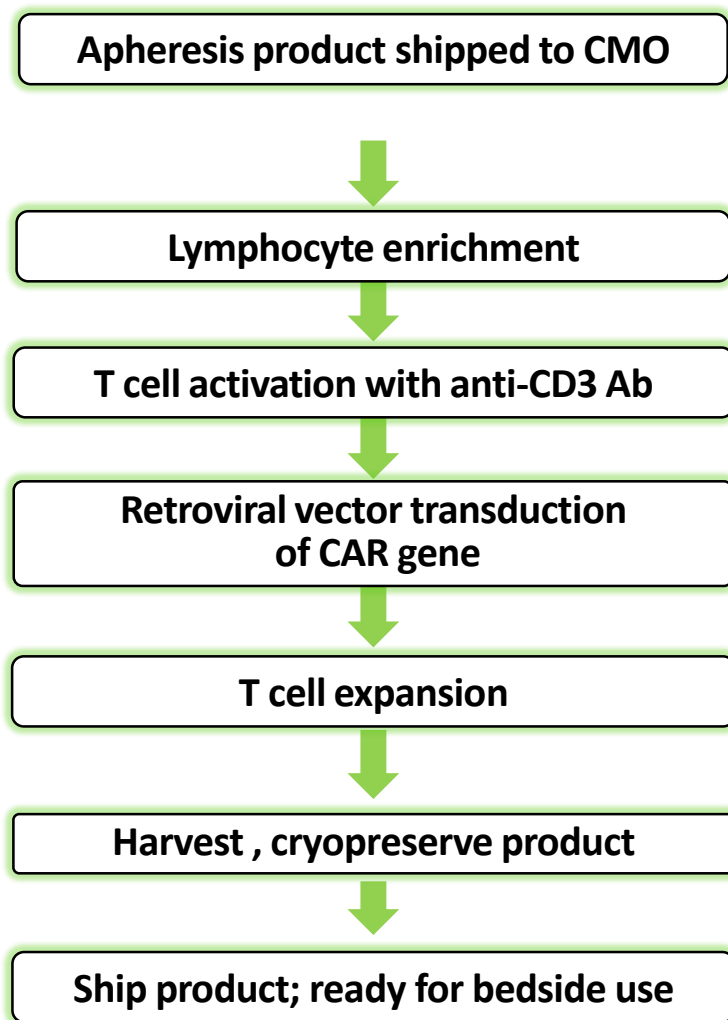 Apheresis product shipped to CMO
Lymphocyte enrichment
T cell activation with anti-CD3 Ab
Retroviral vector transduction
of CAR gene
T cell expansion
Harvest , cryopreserve product
Ship product; ready for bedside use